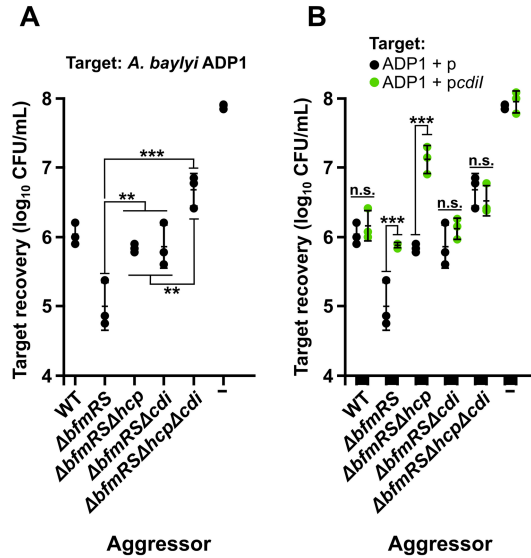 A
Target: A. baylyi ADP1
Target recovery (log10 CFU/mL)
8
7
6
5
4
***
**
**
WT
ΔbfmRS
ΔbfmRSΔhcp
ΔbfmRSΔcdi
ΔbfmRSΔhcpΔcdi
–
Aggressor
B
Target:
ADP1 + p
ADP1 + pcdiI
Target recovery (log10 CFU/mL)
8
7
6
5
4
n.s.
***
***
n.s.
n.s.
WT
ΔbfmRS
ΔbfmRSΔhcp
ΔbfmRSΔcdi
ΔbfmRSΔhcpΔcdi
–
Aggressor